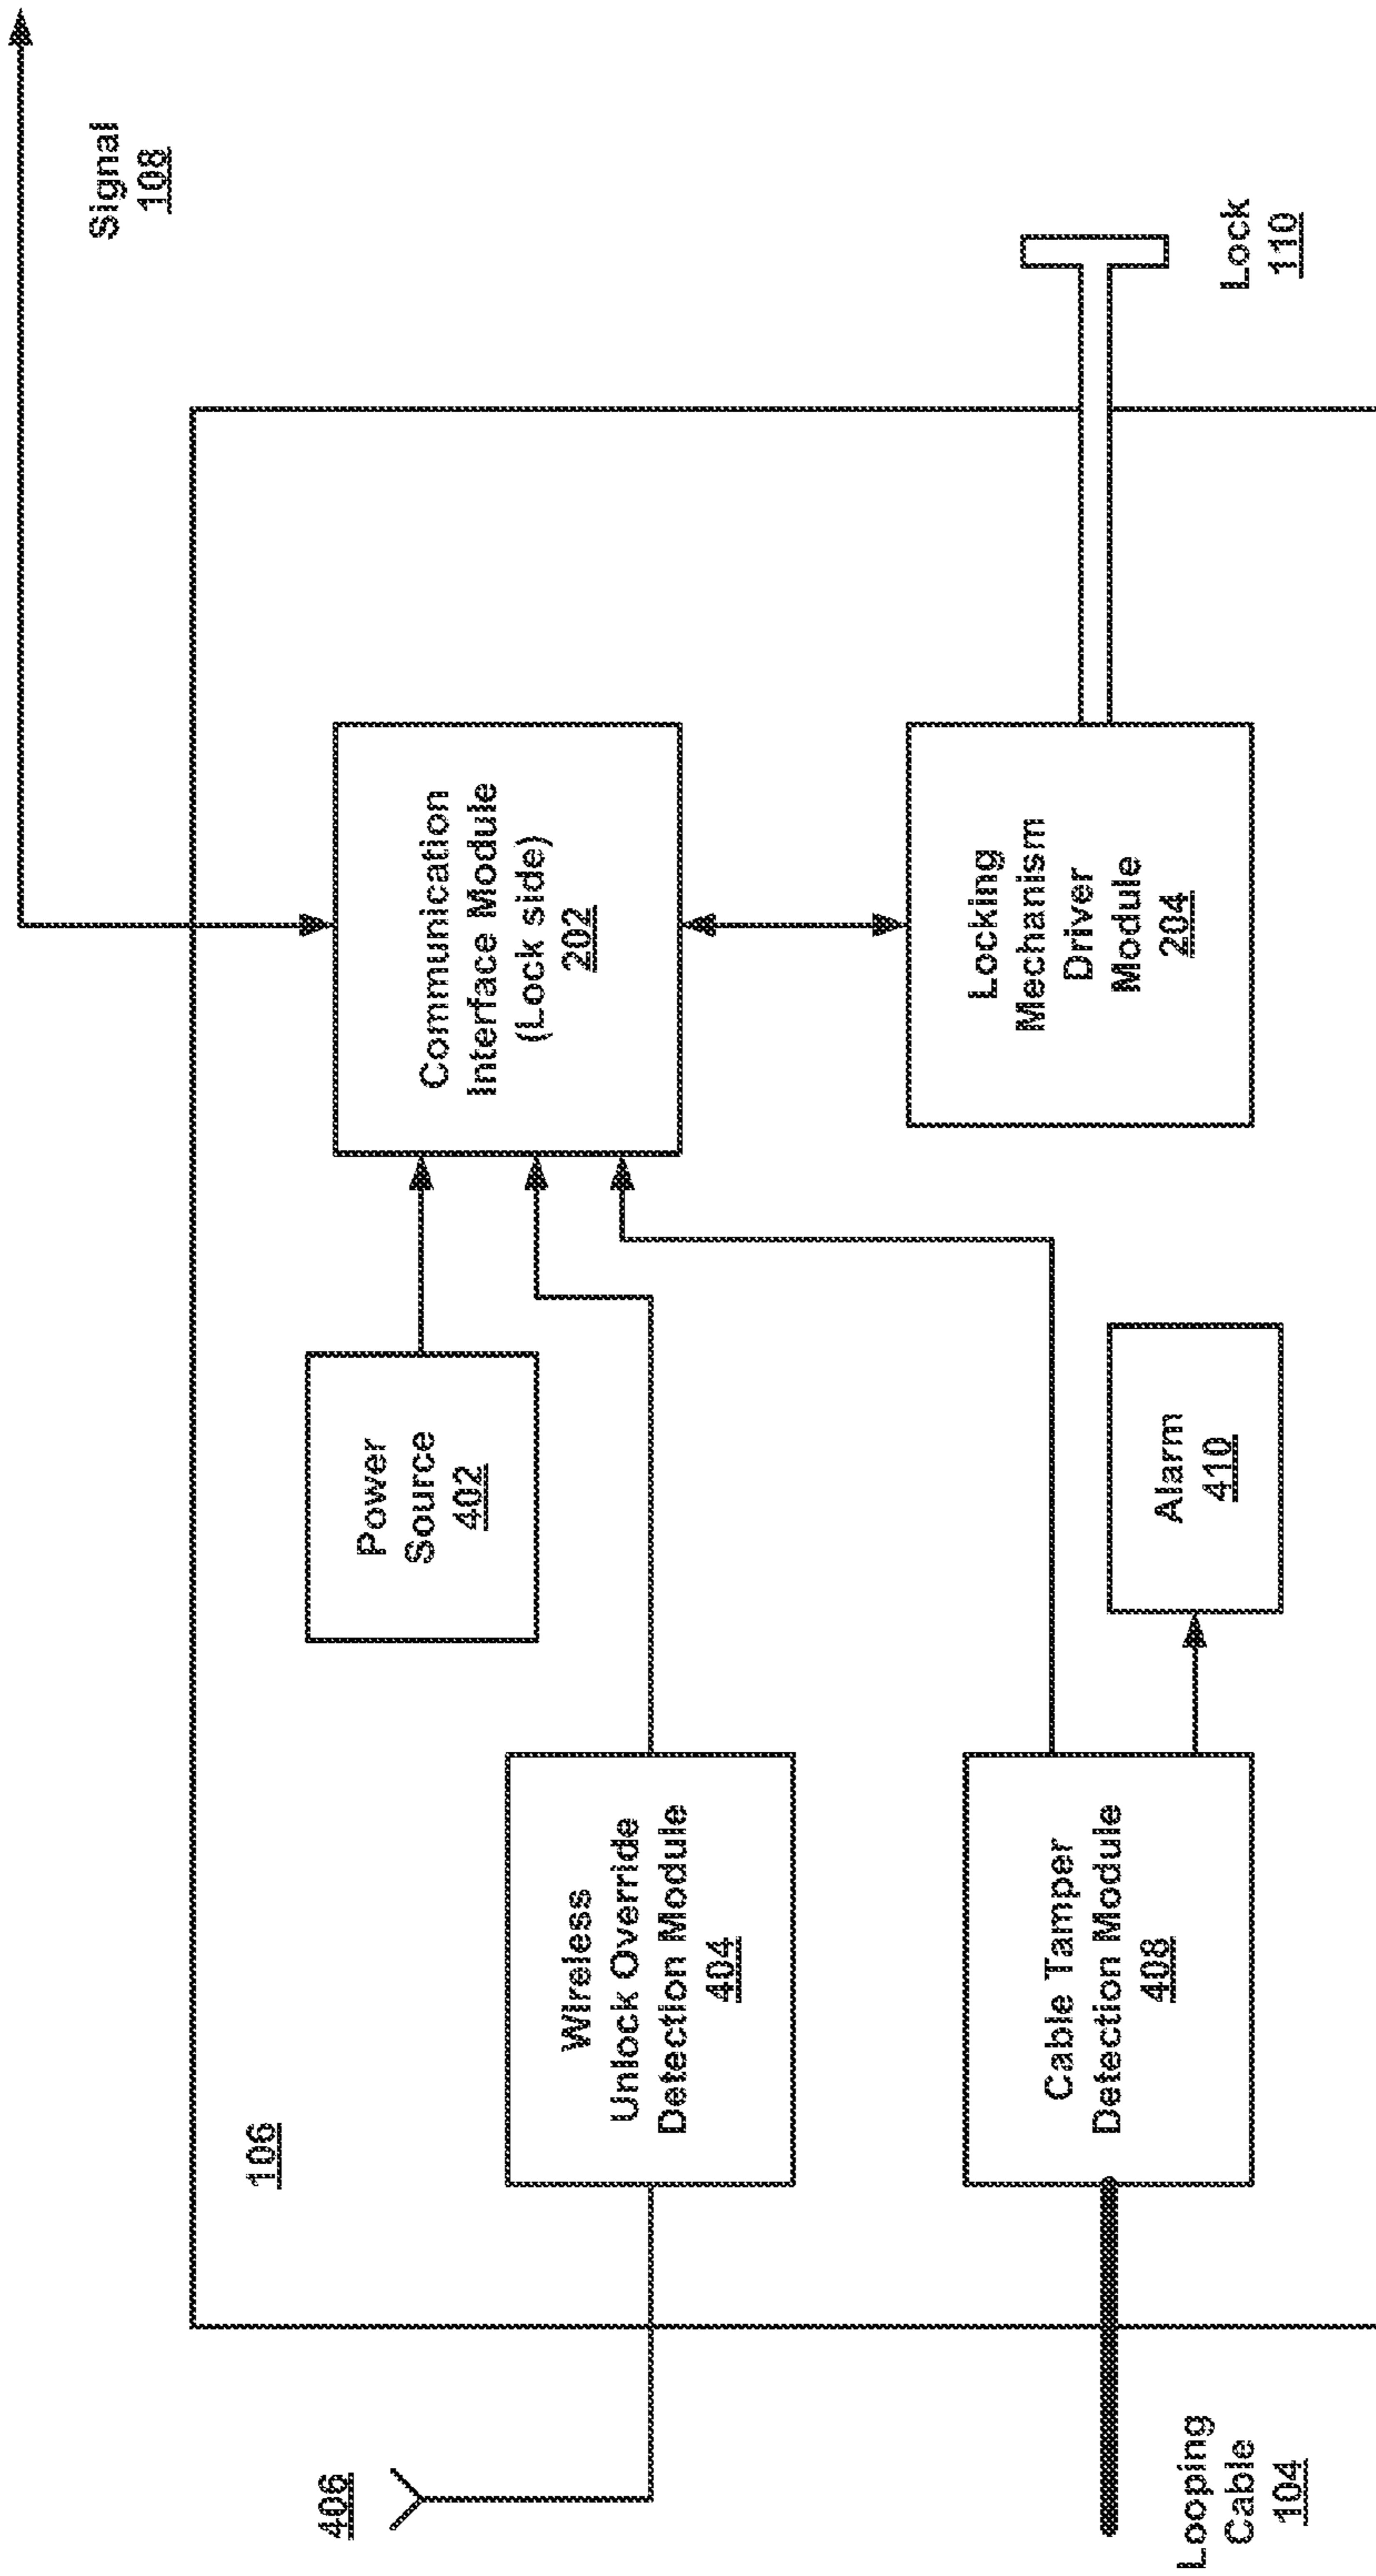 Signal
108
106
Communication
Interface Module
(Lock side)
202
Power
Source
402
Wireless
Unlock Override
Detection Module
404
406
Locking
Mechanism
Driver
Module
204
Lock
110
Cable Tamper
Detection Module
408
Alarm
410
Looping
Cable
104